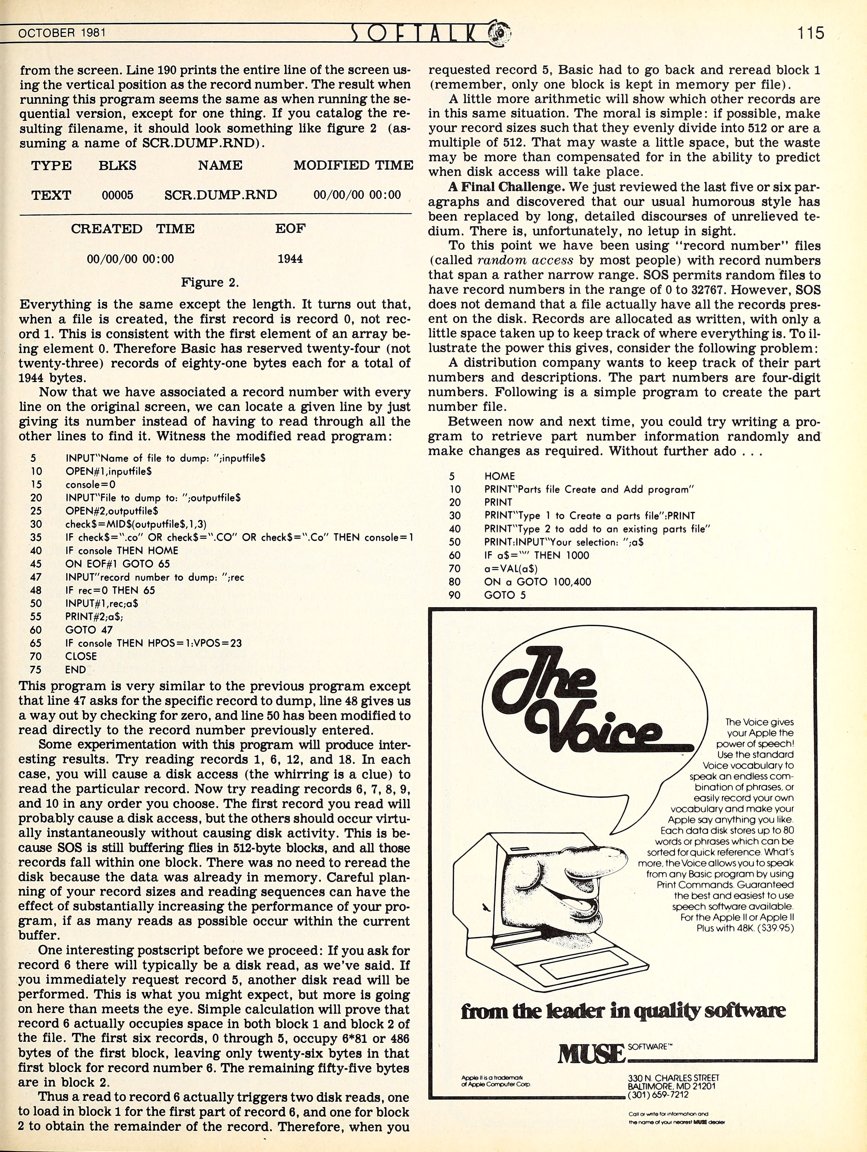 OCTOBER 1981
SOFTALK
115
from the screen. Line 190 prints the entire line of the screen us-
ing the vertical position as the record number. The result when
running this program seems the same as when running the se-
quential version, except for one thing. If you catalog the re-
sulting filename, it should look something like figure 2 (as-
suming a name of SCR.DUMP.RND).
TYPE BLKS NAME MODIFIED TIME
TEXT 00005 SCR.DUMP.RND 00/00/00 00:00
CREATED TIME EOF
00/00/00 00:00 1944
Figure 2.
Everything is the same except the length. It turns out that,
when a file is created, the first record is record 0, not rec-
ord 1. This is consistent with the first element of an array be-
ing element 0. Therefore Basic has reserved twenty-four (not
twenty-three) records of eighty-one bytes each for a total of
1944 bytes.
Now that we have associated a record number with every
line on the original screen, we can locate a given line by just
giving its number instead of having to read through all the
other lines to find it. Witness the modified read program:
5 INPUT"Name of file to dump: ";inputfile$
10 OPEN#1,inputfile$
15 console=0
20 INPUT"File to dump to: ";outputfile$
25 OPEN#2,outputfile$
30 check$=MID$(outputfile$,1,3)
35 IF check$=".co" OR check$=".CO" OR check$=".Co" THEN console=1
40 IF console THEN HOME
45 ON EOF#1 GOTO 65
47 INPUT"record number to dump: ";rec
48 IF rec=0 THEN 65
50 INPUT#1,rec;a$
55 PRINT#2;a$;
60 GOTO 47
65 IF console THEN HPOS=1:VPOS=23
70 CLOSE
75 END
This program is very similar to the previous program except
that line 47 asks for the specific record to dump, line 48 gives us
a way out by checking for zero, and line 50 has been modified to
read directly to the record number previously entered.
Some experimentation with this program will produce inter-
esting results. Try reading records 1, 6, 12, and 18. In each
case, you will cause a disk access (the whirring is a clue) to
read the particular record. Now try reading records 6, 7, 8, 9,
and 10 in any order you choose. The first record you read will
probably cause a disk access, but the others should occur virtu-
ally instantaneously without causing disk activity. This is be-
cause SOS is still buffering flies in 512-byte blocks, and all those
records fall within one block. There was no need to reread the
disk because the data was already in memory. Careful plan-
ning of your record sizes and reading sequences can have the
effect of substantially increasing the performance of your pro-
gram, if as many reads as possible occur within the current
buffer.
One interesting postscript before we proceed: If you ask for
record 6 there will typically be a disk read, as we've said. If
you immediately request record 5, another disk read will be
performed. This is what you might expect, but more is going
on here than meets the eye. Simple calculation will prove that
record 6 actually occupies space in both block 1 and block 2 of
the file. The first six records, 0 through 5, occupy 6*81 or 486
bytes of the first block, leaving only twenty-six bytes in that
first block for record number 6. The remaining fifty-five bytes
are in block 2.
Thus a read to record 6 actually triggers two disk reads, one
to load in block 1 for the first part of record 6, and one for block
2 to obtain the remainder of the record. Therefore, when you
requested record 5, Basic had to go back and reread block 1
(remember, only one block is kept in memory per file).
A little more arithmetic will show which other records are
in this same situation. The moral is simple: if possible, make
your record sizes such that they evenly divide into 512 or are a
multiple of 512. That may waste a little space, but the waste
may be more than compensated for in the ability to predict
when disk access will take place.
A Final Challenge. We just reviewed the last five or six par-
agraphs and discovered that our usual humorous style has
been replaced by long, detailed discourses of unrelieved te-
dium. There is, unfortunately, no letup in sight.
To this point we have been using "record number" files
(called random access by most people) with record numbers
that span a rather narrow range. SOS permits random files to
have record numbers in the range of 0 to 32767. However, SOS
does not demand that a file actually have all the records pres-
ent on the disk. Records are allocated as written, with only a
little space taken up to keep track of where everything is. To il-
lustrate the power this gives, consider the following problem:
A distribution company wants to keep track of their part
numbers and descriptions. The part numbers are four-digit
numbers. Following is a simple program to create the part
number file.
Between now and next time, you could try writing a pro-
gram to retrieve part number information randomly and
make changes as required. Without further ado . . .
5 HOME
10 PRINT"Parts file Create and Add program"
20 PRINT
30 PRINT"Type 1 to Create a parts file":PRINT
40 PRINT"Type 2 to add to an existing parts file"
50 PRINT:INPUT"Your selection: ";a$
60 IF a$="" THEN 1000
70 a=VAL(a$)
80 ON a GOTO 100,400
90 GOTO 5
The
Voice
The Voice gives
your Apple the
power of speech!
Use the standard
Voice vocabulary to
speak an endless com-
bination of phrases, or
easily record your own
vocabulary and make your
Apple say anything you like.
Each data disk stores up to 80
words or phrases which can be
sorted for quick reference. What's
more, the Voice allows you to speak
from any Basic program by using
Print Commands. Guaranteed
the best and easiest to use
speech software available.
For the Apple II or Apple II
Plus with 48K. ($39.95)
from the leader in quality software
MUSE SOFTWARE™
Apple II is a trademark
of Apple Computer Corp.
330 N. CHARLES STREET
BALTIMORE, MD 21201
(301) 659-7212
Call or write for information and
the name of your nearest MUSE dealer